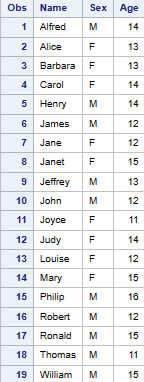 Obs Name Sex Age
1 Alfred M 14
2 Alice F 13
3 Barbara F 13
4 Carol F 14
5 Henry M 14
6 James M 12
7 Jane F 12
8 Janet F 15
9 Jeffrey M 13
10 John M 12
11 Joyce F 11
12 Judy F 14
13 Louise F 12
14 Mary F 15
15 Philip M 16
16 Robert M 12
17 Ronald M 15
18 Thomas M 11
19 William M 15